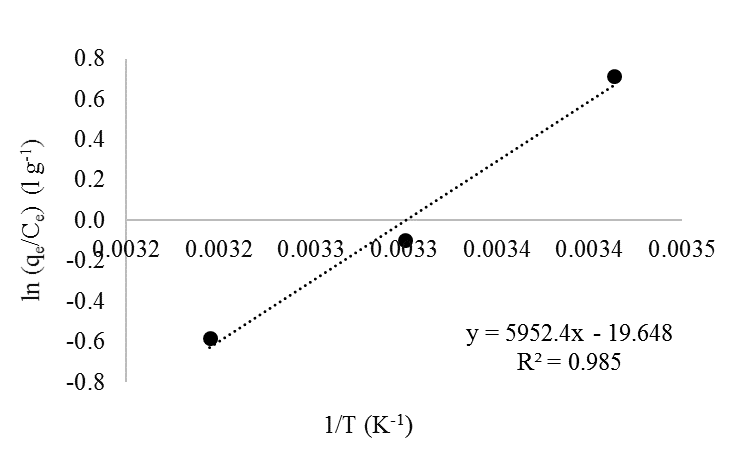 0.8
0.6
0.4
0.2
0.0
-0.2
-0.4
-0.6
-0.8
0.0032 0.0032 0.0033 0.0033 0.0034 0.0034 0.0035
ln (qₑ/Cₑ) (l g⁻¹)
y = 5952.4x - 19.648
R² = 0.985
1/T (K⁻¹)